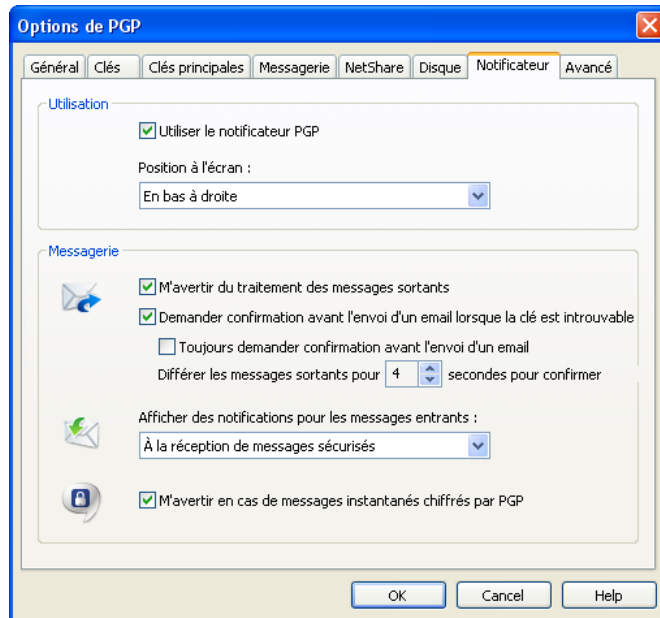 Options de PGP
Général Clés Clés principales Messagerie NetShare Disque Notificateur Avancé
Utilisation
Utiliser le notificateur PGP
Position à l'écran :
En bas à droite
Messagerie
M'avertir du traitement des messages sortants
Demander confirmation avant l'envoi d'un email lorsque la clé est introuvable
Toujours demander confirmation avant l'envoi d'un email
Différer les messages sortants pour 4 secondes pour confirmer
Afficher des notifications pour les messages entrants :
À la réception de messages sécurisés
M'avertir en cas de messages instantanés chiffrés par PGP
OK Cancel Help